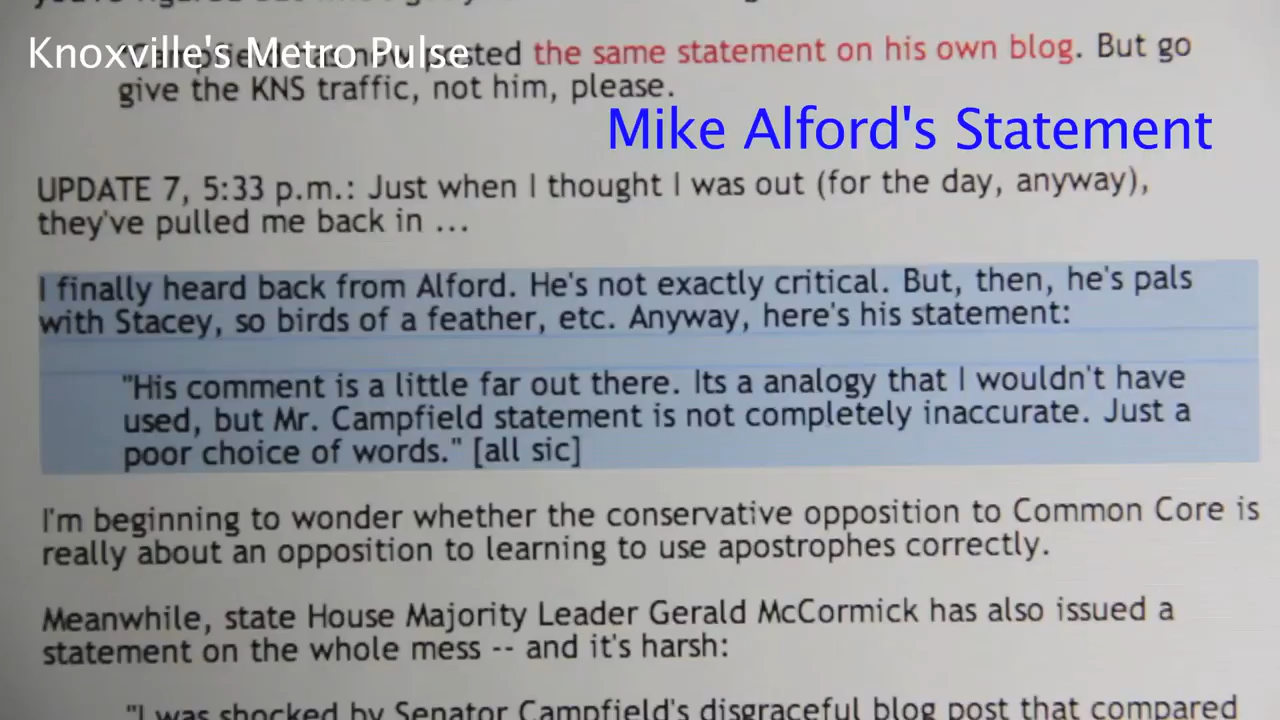 Knoxville's Metro Pulse
the same statement on his own blog. But go
give the KNS traffic, not him, please.
Mike Alford's Statement
UPDATE 7, 5:33 p.m.: Just when I thought I was out (for the day, anyway),
they've pulled me back in ...
I finally heard back from Alford. He's not exactly critical. But, then, he's pals
with Stacey, so birds of a feather, etc. Anyway, here's his statement:
"His comment is a little far out there. Its a analogy that I wouldn't have
used, but Mr. Campfield statement is not completely inaccurate. Just a
poor choice of words." [all sic]
I'm beginning to wonder whether the conservative opposition to Common Core is
really about an opposition to learning to use apostrophes correctly.
Meanwhile, state House Majority Leader Gerald McCormick has also issued a
statement on the whole mess -- and it's harsh:
"I was shocked by Senator Campfield's disgraceful blog post that compared